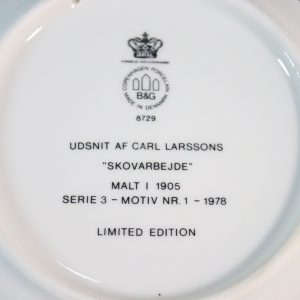 COPENHAGEN PORCELAIN
B&G
MADE IN DENMARK
8729
UDSNIT AF CARL LARSSONS
"SKOVARBEJDE"
MALT I 1905
SERIE 3 - MOTIV NR. 1 - 1978
LIMITED EDITION